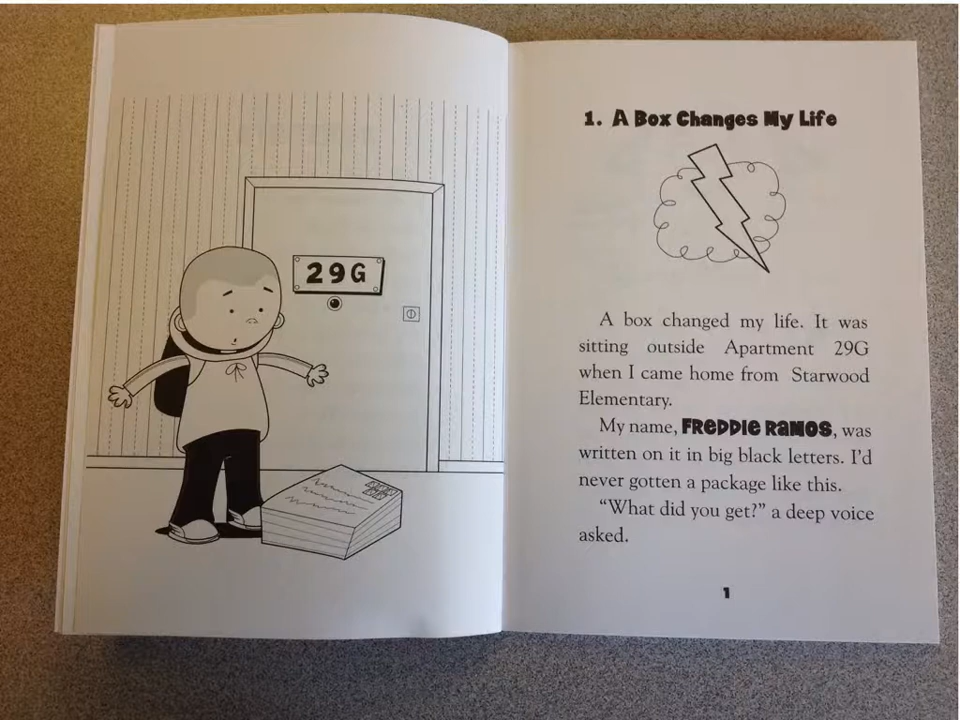 29G
1. A Box Changes My Life
A box changed my life. It was
sitting outside Apartment 29G
when I came home from Starwood
Elementary.
My name, FREDDIE RAMOS, was
written on it in big black letters. I’d
never gotten a package like this.
“What did you get?” a deep voice
asked.
1